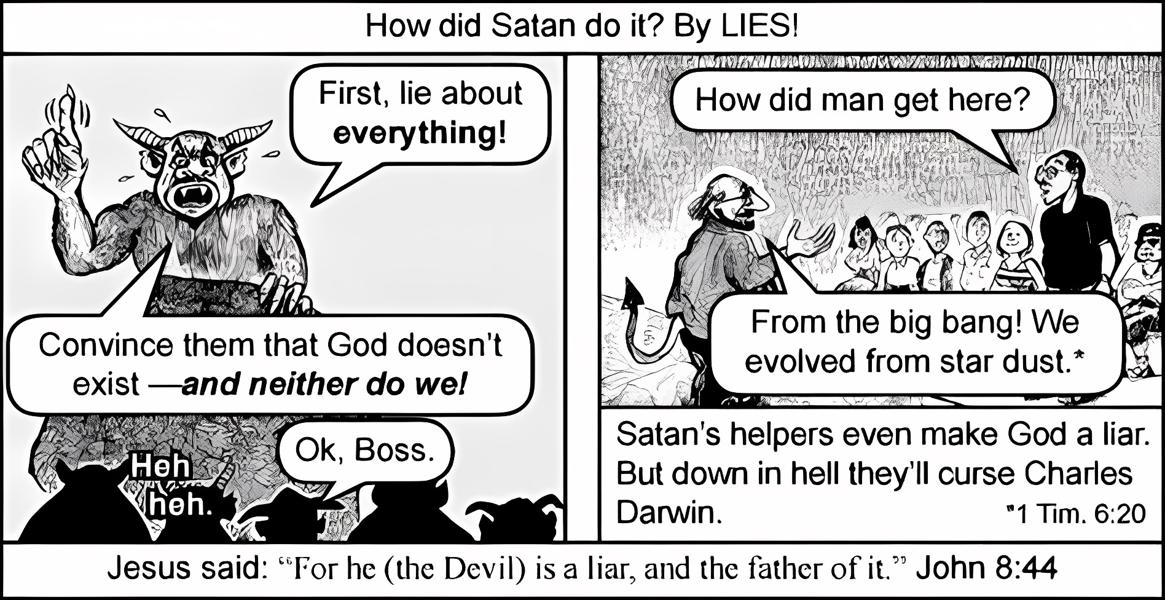 How did Satan do it? By LIES!
First, lie about
everything!
Convince them that God doesn't
exist —and neither do we!
Ok, Boss.
Heh
heh.
How did man get here?
From the big bang! We
evolved from star dust.*
Satan's helpers even make God a liar.
But down in hell they'll curse Charles
Darwin. *1 Tim. 6:20
Jesus said: “For he (the Devil) is a liar, and the father of it.” John 8:44